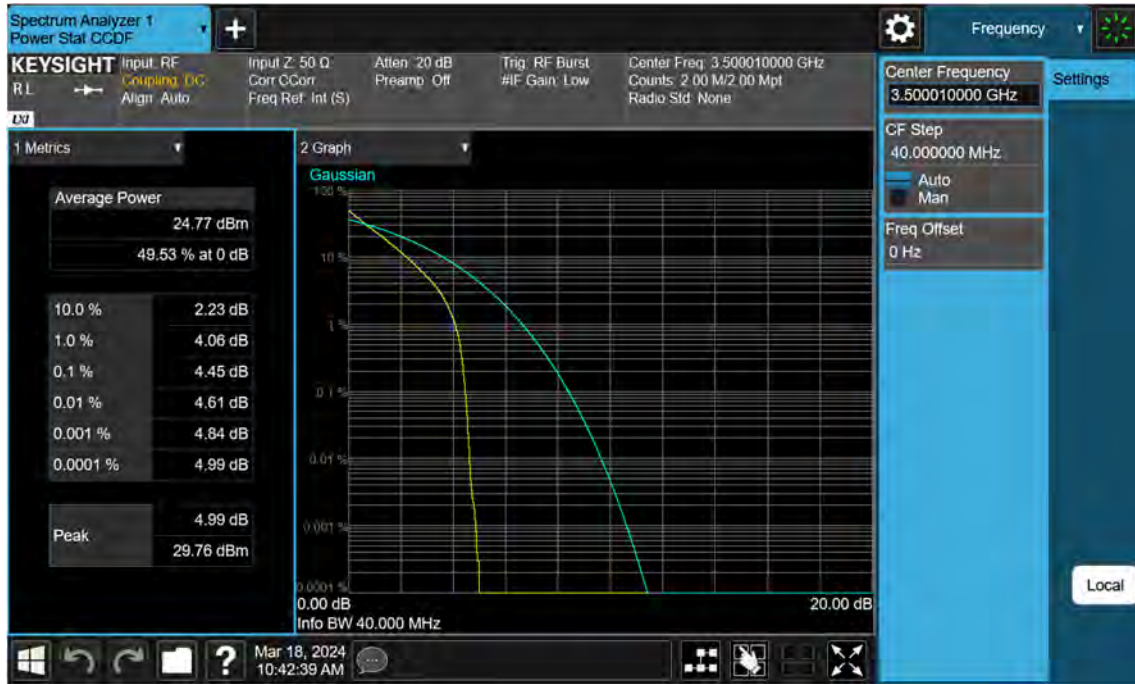 Spectrum Analyzer 1
Power Stat CCDF
+
Frequency
KEYSIGHT
RL
LXI
Input: RF
Coupling: DC
Align: Auto
Input Z: 50 Ω
Corr CCorr
Freq Ref: Int (S)
Atten: 20 dB
Preamp: Off
Trig: RF Burst
#IF Gain: Low
Center Freq: 3.500010000 GHz
Counts: 2.00 M/2.00 Mpt
Radio Std: None
Center Frequency
3.500010000 GHz
Settings
CF Step
40.000000 MHz
Auto
Man
Freq Offset
0 Hz
1 Metrics
Average Power
24.77 dBm
49.53 % at 0 dB
10.0 % 2.23 dB
1.0 % 4.06 dB
0.1 % 4.45 dB
0.01 % 4.61 dB
0.001 % 4.84 dB
0.0001 % 4.99 dB
Peak
4.99 dB
29.76 dBm
2 Graph
Gaussian
100 %
10 %
1 %
0.1 %
0.01 %
0.001 %
0.0001 %
0.00 dB 20.00 dB
Info BW 40.000 MHz
Local
?
Mar 18, 2024
10:42:39 AM